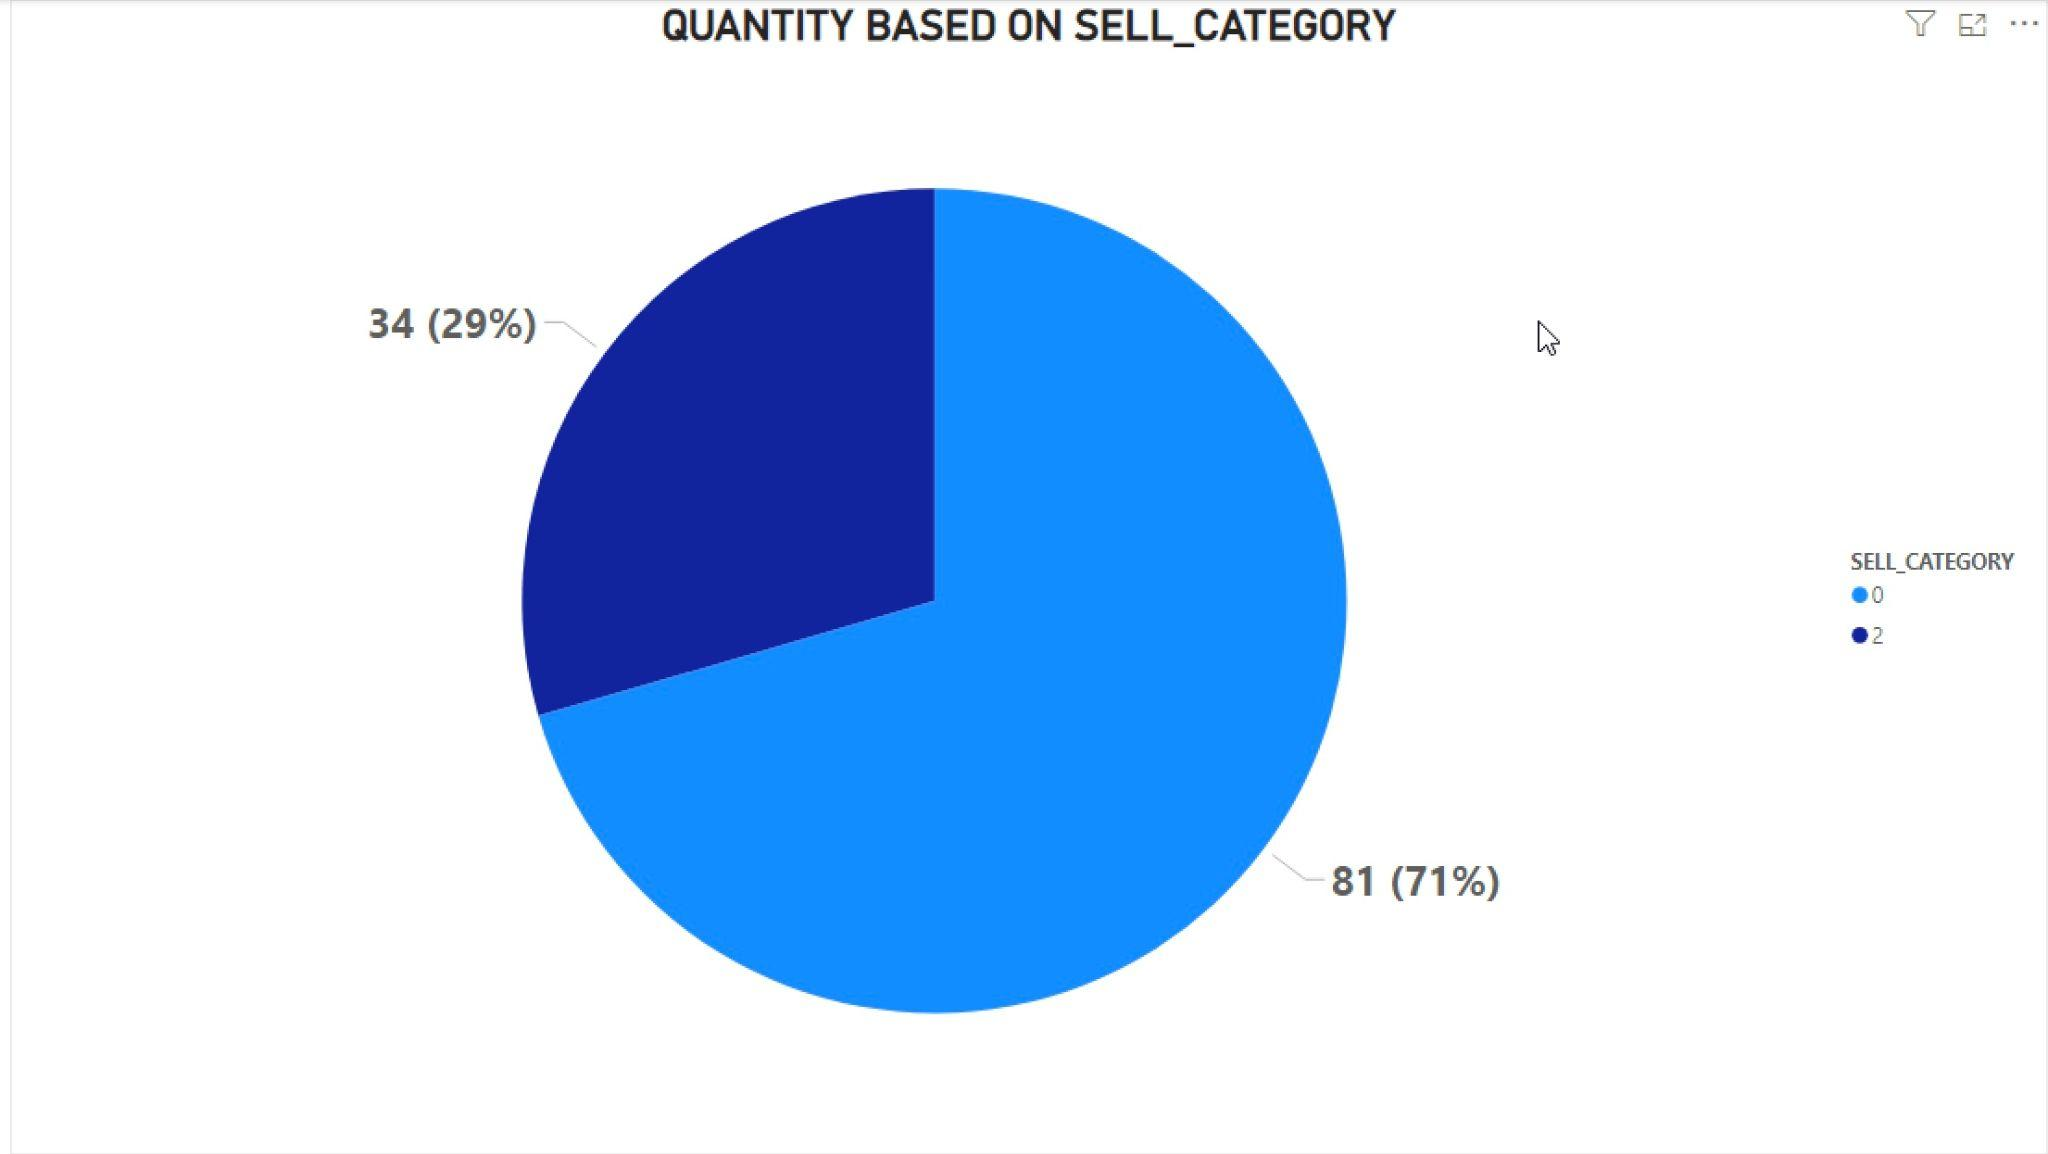 QUANTITY BASED ON SELL_CATEGORY
34 (29%)
SELL_CATEGORY
0
2
81 (71%)